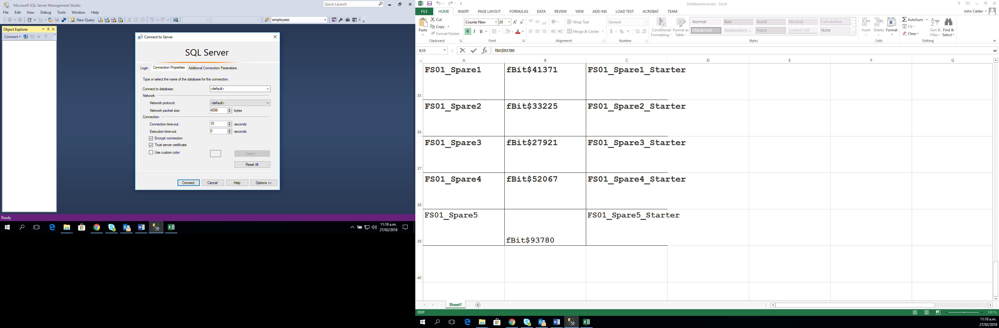 Microsoft SQL Server Management Studio
Quick Launch
File Edit View Debug Tools Window Help
New Query
employees
Object Explorer
Connect
Connect to Server
SQL Server
Login Connection Properties Additional Connection Parameters
Type or select the name of the database for the connection.
Connect to database: <default>
Network
Network protocol: <default>
Network packet size: 4096 bytes
Connection
Connection time-out: 15 seconds
Execution time-out: 0 seconds
Encrypt connection
Trust server certificate
Use custom color: Select...
Reset All
Connect Cancel Help Options <<
Ready
11:18 a.m.
27/02/2018
DatabaseIssue.xlsx - Excel
FILE HOME INSERT PAGE LAYOUT FORMULAS DATA REVIEW VIEW ADD-INS LOAD TEST ACROBAT TEAM
John Calder
Paste
Cut
Copy
Format Painter
Clipboard
Courier New 20
B I U
Font
Wrap Text
Merge & Center
Alignment
General
$ %
Number
Conditional Formatting
Format as Table
Normal Bad Good Neutral Calculation
Check Cell Explanatory ... Input Linked Cell Note
Styles
Insert Delete Format
Cells
AutoSum
Fill
Clear
Sort & Filter
Find & Select
Editing
B39 fx fBit$93780
A B C D E F G
FS01_Spare1 fBit$41371 FS01_Spare1_Starter
35
FS01_Spare2 fBit$33225 FS01_Spare2_Starter
36
FS01_Spare3 fBit$27921 FS01_Spare3_Starter
37
FS01_Spare4 fBit$52067 FS01_Spare4_Starter
38
FS01_Spare5 FS01_Spare5_Starter
39 fBit$93780
40
Sheet1
EDIT
100 %
11:18 a.m.
27/02/2018